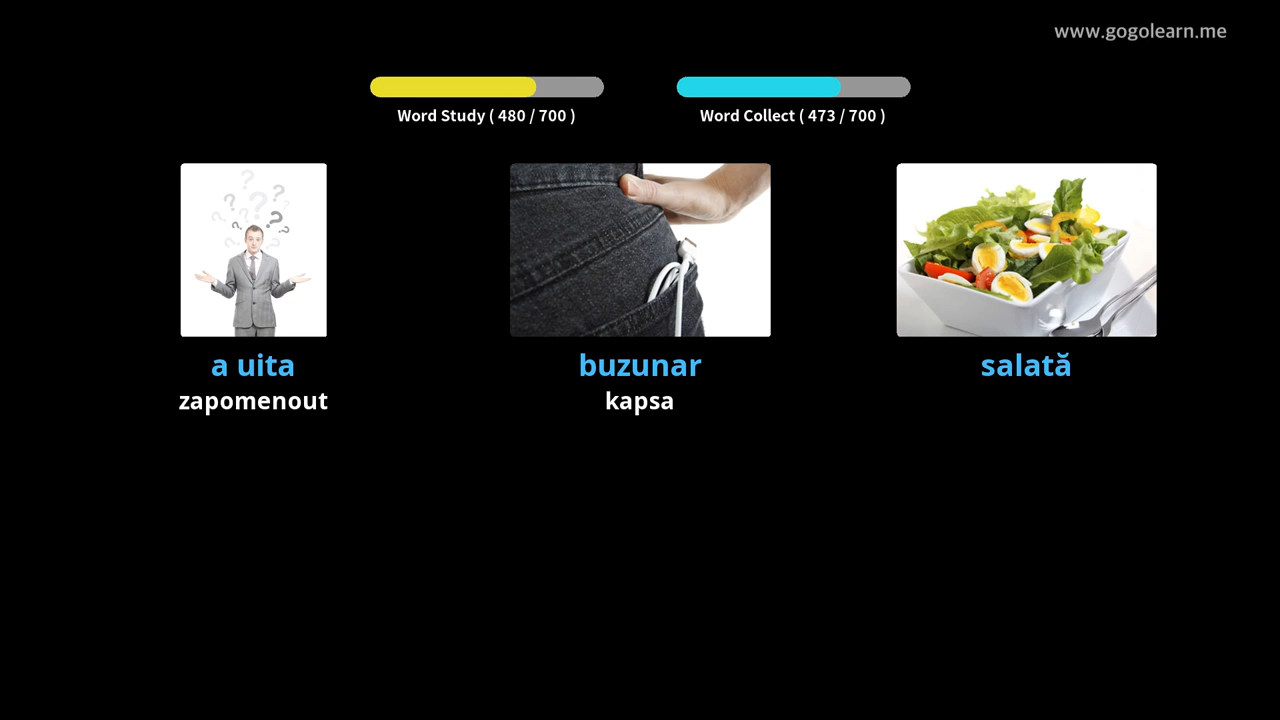 www.gogolearn.me
Word Study ( 480 / 700 )
Word Collect ( 473 / 700 )
a uita
zapomenout
buzunar
kapsa
salată